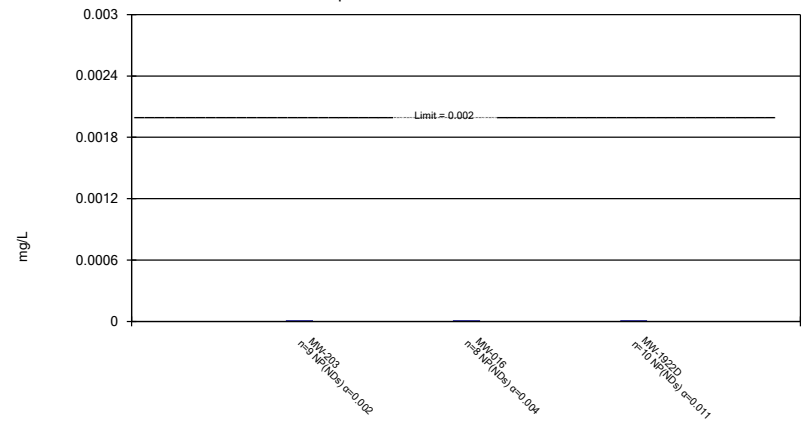 0.003
0.0024
Limit = 0.002
0.0018
0.0012
mg/L
0.0006
0
MW-203
n=9 NP(NDs) α=0.002
MW-016
n=8 NP(NDs) α=0.004
MW-1922D
n=10 NP(NDs) α=0.011